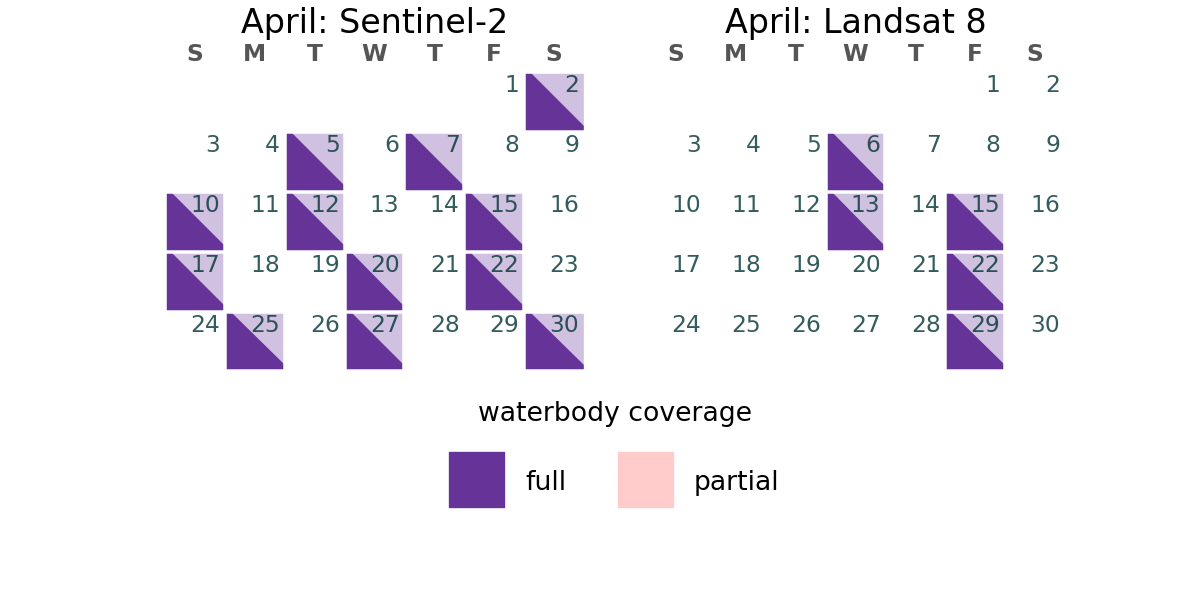 April: Sentinel-2
S M T W T F S
1 2
3 4 5 6 7 8 9
10 11 12 13 14 15 16
17 18 19 20 21 22 23
24 25 26 27 28 29 30
April: Landsat 8
S M T W T F S
1 2
3 4 5 6 7 8 9
10 11 12 13 14 15 16
17 18 19 20 21 22 23
24 25 26 27 28 29 30
waterbody coverage
full
partial